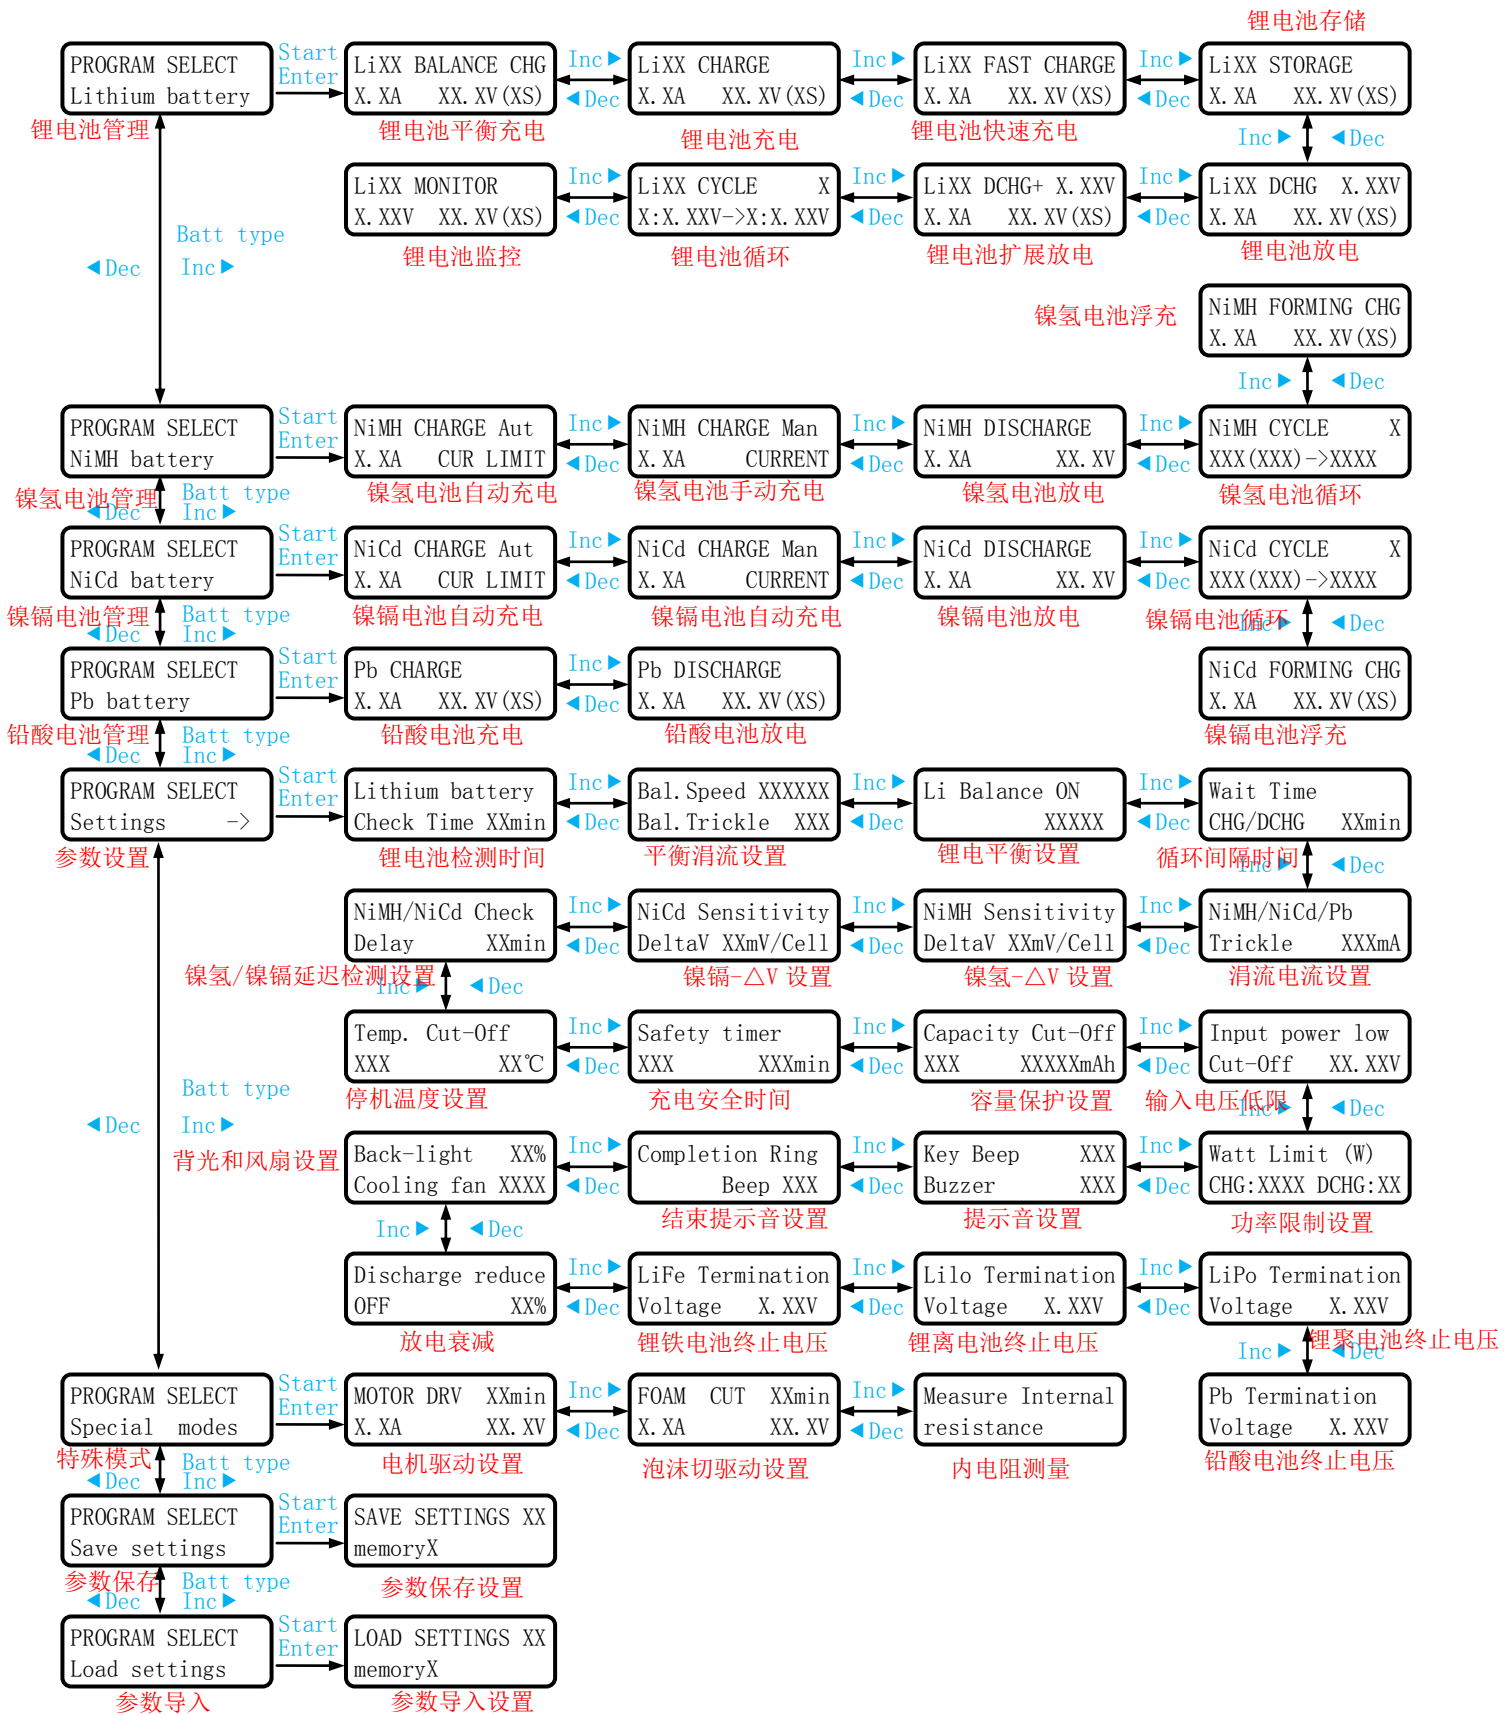 锂电池存储
PROGRAM SELECT
Lithium battery
Start
Enter
LiXX BALANCE CHG
X.XA XX.XV(XS)
Inc▶
◀Dec
LiXX CHARGE
X.XA XX.XV(XS)
Inc▶
◀Dec
LiXX FAST CHARGE
X.XA XX.XV(XS)
Inc▶
◀Dec
LiXX STORAGE
X.XA XX.XV(XS)
锂电池管理
锂电池平衡充电
锂电池充电
锂电池快速充电
Inc▶ ◀Dec
LiXX MONITOR
X.XXV XX.XV(XS)
Inc▶
◀Dec
LiXX CYCLE X
X:X.XXV->X:X.XXV
Inc▶
◀Dec
LiXX DCHG+ X.XXV
X.XA XX.XV(XS)
Inc▶
◀Dec
LiXX DCHG X.XXV
X.XA XX.XV(XS)
锂电池监控
锂电池循环
锂电池扩展放电
锂电池放电
Batt type
◀Dec Inc▶
镍氢电池浮充
NiMH FORMING CHG
X.XA XX.XV(XS)
Inc▶ ◀Dec
PROGRAM SELECT
NiMH battery
Start
Enter
NiMH CHARGE Aut
X.XA CUR LIMIT
Inc▶
◀Dec
NiMH CHARGE Man
X.XA CURRENT
Inc▶
◀Dec
NiMH DISCHARGE
X.XA XX.XV
Inc▶
◀Dec
NiMH CYCLE X
XXX(XXX)->XXXX
镍氢电池管理
Batt type
◀Dec Inc▶
镍氢电池自动充电
镍氢电池手动充电
镍氢电池放电
镍氢电池循环
PROGRAM SELECT
NiCd battery
Start
Enter
NiCd CHARGE Aut
X.XA CUR LIMIT
Inc▶
◀Dec
NiCd CHARGE Man
X.XA CURRENT
Inc▶
◀Dec
NiCd DISCHARGE
X.XA XX.XV
Inc▶
◀Dec
NiCd CYCLE X
XXX(XXX)->XXXX
镍镉电池管理
Batt type
◀Dec Inc▶
镍镉电池自动充电
镍镉电池自动充电
镍镉电池放电
镍镉电池循环
Inc▶ ◀Dec
PROGRAM SELECT
Pb battery
Start
Enter
Pb CHARGE
X.XA XX.XV(XS)
Inc▶
◀Dec
Pb DISCHARGE
X.XA XX.XV(XS)
NiCd FORMING CHG
X.XA XX.XV(XS)
铅酸电池管理
Batt type
◀Dec Inc▶
铅酸电池充电
铅酸电池放电
镍镉电池浮充
PROGRAM SELECT
Settings ->
Start
Enter
Lithium battery
Check Time XXmin
Inc▶
◀Dec
Bal.Speed XXXXXX
Bal.Trickle XXX
Inc▶
◀Dec
Li Balance ON
XXXXX
Inc▶
◀Dec
Wait Time
CHG/DCHG XXmin
参数设置
锂电池检测时间
平衡涓流设置
锂电平衡设置
循环间隔时间
Inc▶ ◀Dec
NiMH/NiCd Check
Delay XXmin
Inc▶
◀Dec
NiCd Sensitivity
DeltaV XXmV/Cell
Inc▶
◀Dec
NiMH Sensitivity
DeltaV XXmV/Cell
Inc▶
◀Dec
NiMH/NiCd/Pb
Trickle XXXmA
镍氢/镍镉延迟检测设置
Inc▶ ◀Dec
镍镉-△V 设置
镍氢-△V 设置
涓流电流设置
Temp. Cut-Off
XXX XX℃
Inc▶
◀Dec
Safety timer
XXX XXXmin
Inc▶
◀Dec
Capacity Cut-Off
XXX XXXXXmAh
Inc▶
◀Dec
Input power low
Cut-Off XX.XXV
停机温度设置
充电安全时间
容量保护设置
输入电压低限
Inc▶ ◀Dec
Batt type
◀Dec Inc▶
背光和风扇设置
Back-light XX%
Cooling fan XXXX
Inc▶
◀Dec
Completion Ring
Beep XXX
Inc▶
◀Dec
Key Beep XXX
Buzzer XXX
Inc▶
◀Dec
Watt Limit (W)
CHG:XXXX DCHG:XX
Inc▶ ◀Dec
结束提示音设置
提示音设置
功率限制设置
Discharge reduce
OFF XX%
Inc▶
◀Dec
LiFe Termination
Voltage X.XXV
Inc▶
◀Dec
LiIo Termination
Voltage X.XXV
Inc▶
◀Dec
LiPo Termination
Voltage X.XXV
放电衰减
锂铁电池终止电压
锂离电池终止电压
锂聚电池终止电压
Inc▶ ◀Dec
PROGRAM SELECT
Special modes
Start
Enter
MOTOR DRV XXmin
X.XA XX.XV
Inc▶
◀Dec
FOAM CUT XXmin
X.XA XX.XV
Inc▶
◀Dec
Measure Internal
resistance
Pb Termination
Voltage X.XXV
特殊模式
Batt type
◀Dec Inc▶
电机驱动设置
泡沫切驱动设置
内电阻测量
铅酸电池终止电压
PROGRAM SELECT
Save settings
Start
Enter
SAVE SETTINGS XX
memoryX
参数保存
Batt type
◀Dec Inc▶
参数保存设置
PROGRAM SELECT
Load settings
Start
Enter
LOAD SETTINGS XX
memoryX
参数导入
参数导入设置